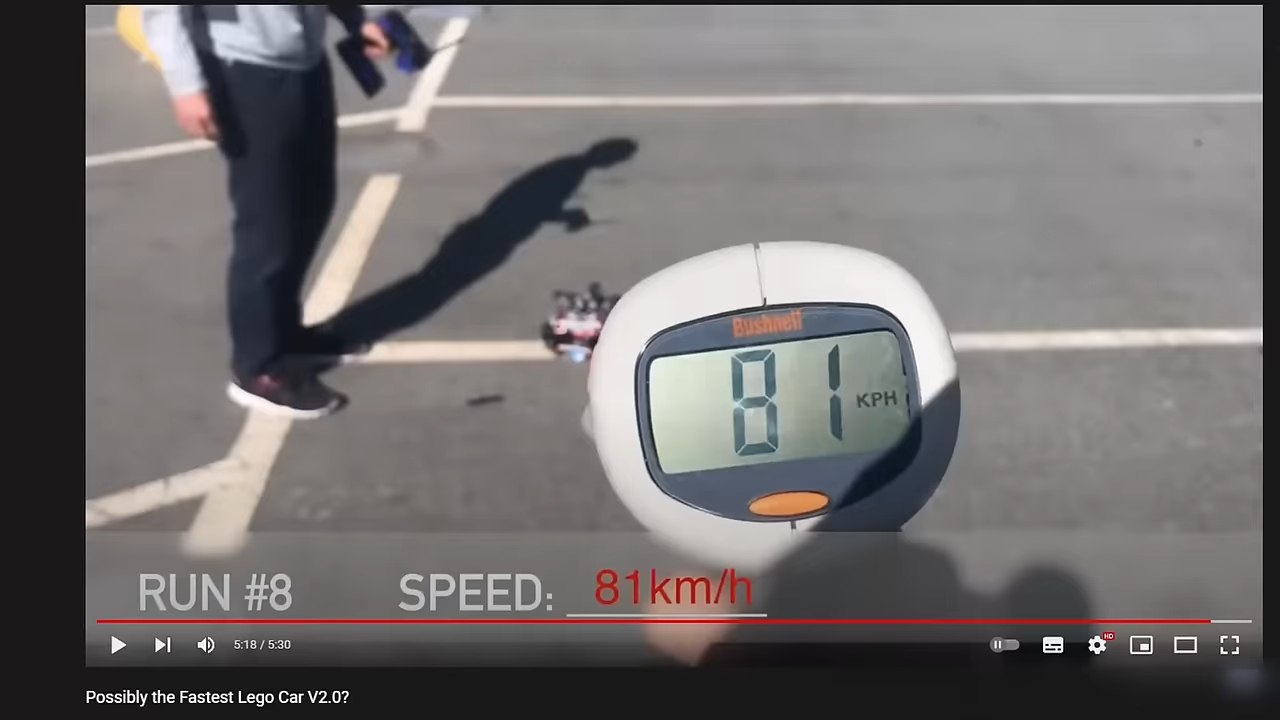 Bushnell
81 KPH
RUN #8 SPEED: 81km/h
5:18 / 5:30
HD
Possibly the Fastest Lego Car V2.0?